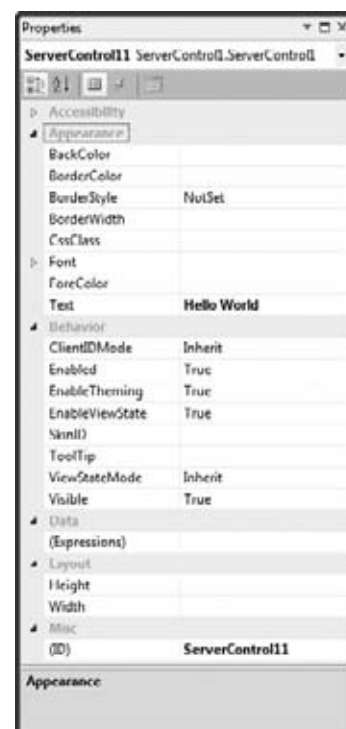 Properties
ServerControl11 ServerControl1.ServerControl1
Accessibility
Appearance
BackColor
BorderColor
BorderStyle NotSet
BorderWidth
CssClass
Font
ForeColor
Text Hello World
Behavior
ClientIDMode Inherit
Enabled True
EnableTheming True
EnableViewState True
SkinID
ToolTip
ViewStateMode Inherit
Visible True
Data
(Expressions)
Layout
Height
Width
Misc
(ID) ServerControl11
Appearance